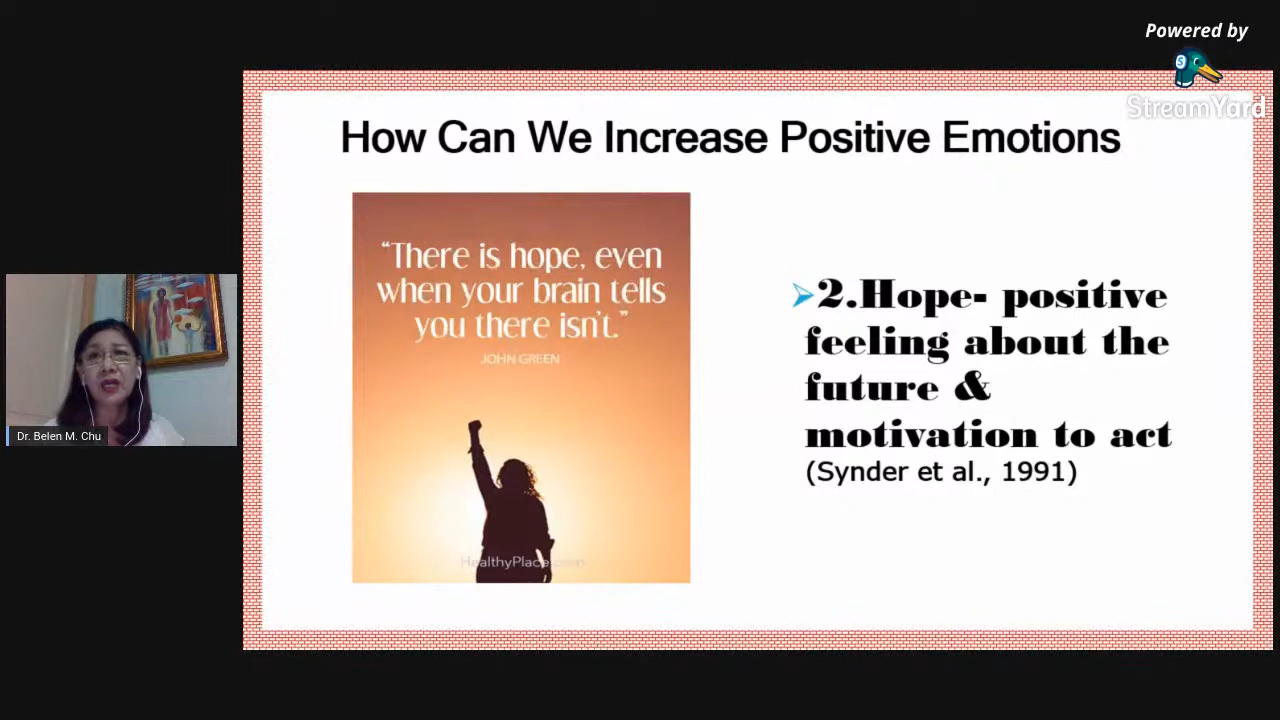 Powered by
StreamYard
How Can We Increase Positive Emotions
“There is hope, even
when your brain tells
you there isn’t.”
JOHN GREEN
HealthyPlace.com
➢2.Hope- positive
feeling about the
future &
motivation to act
(Synder et al., 1991)
Dr. Belen M. Chu